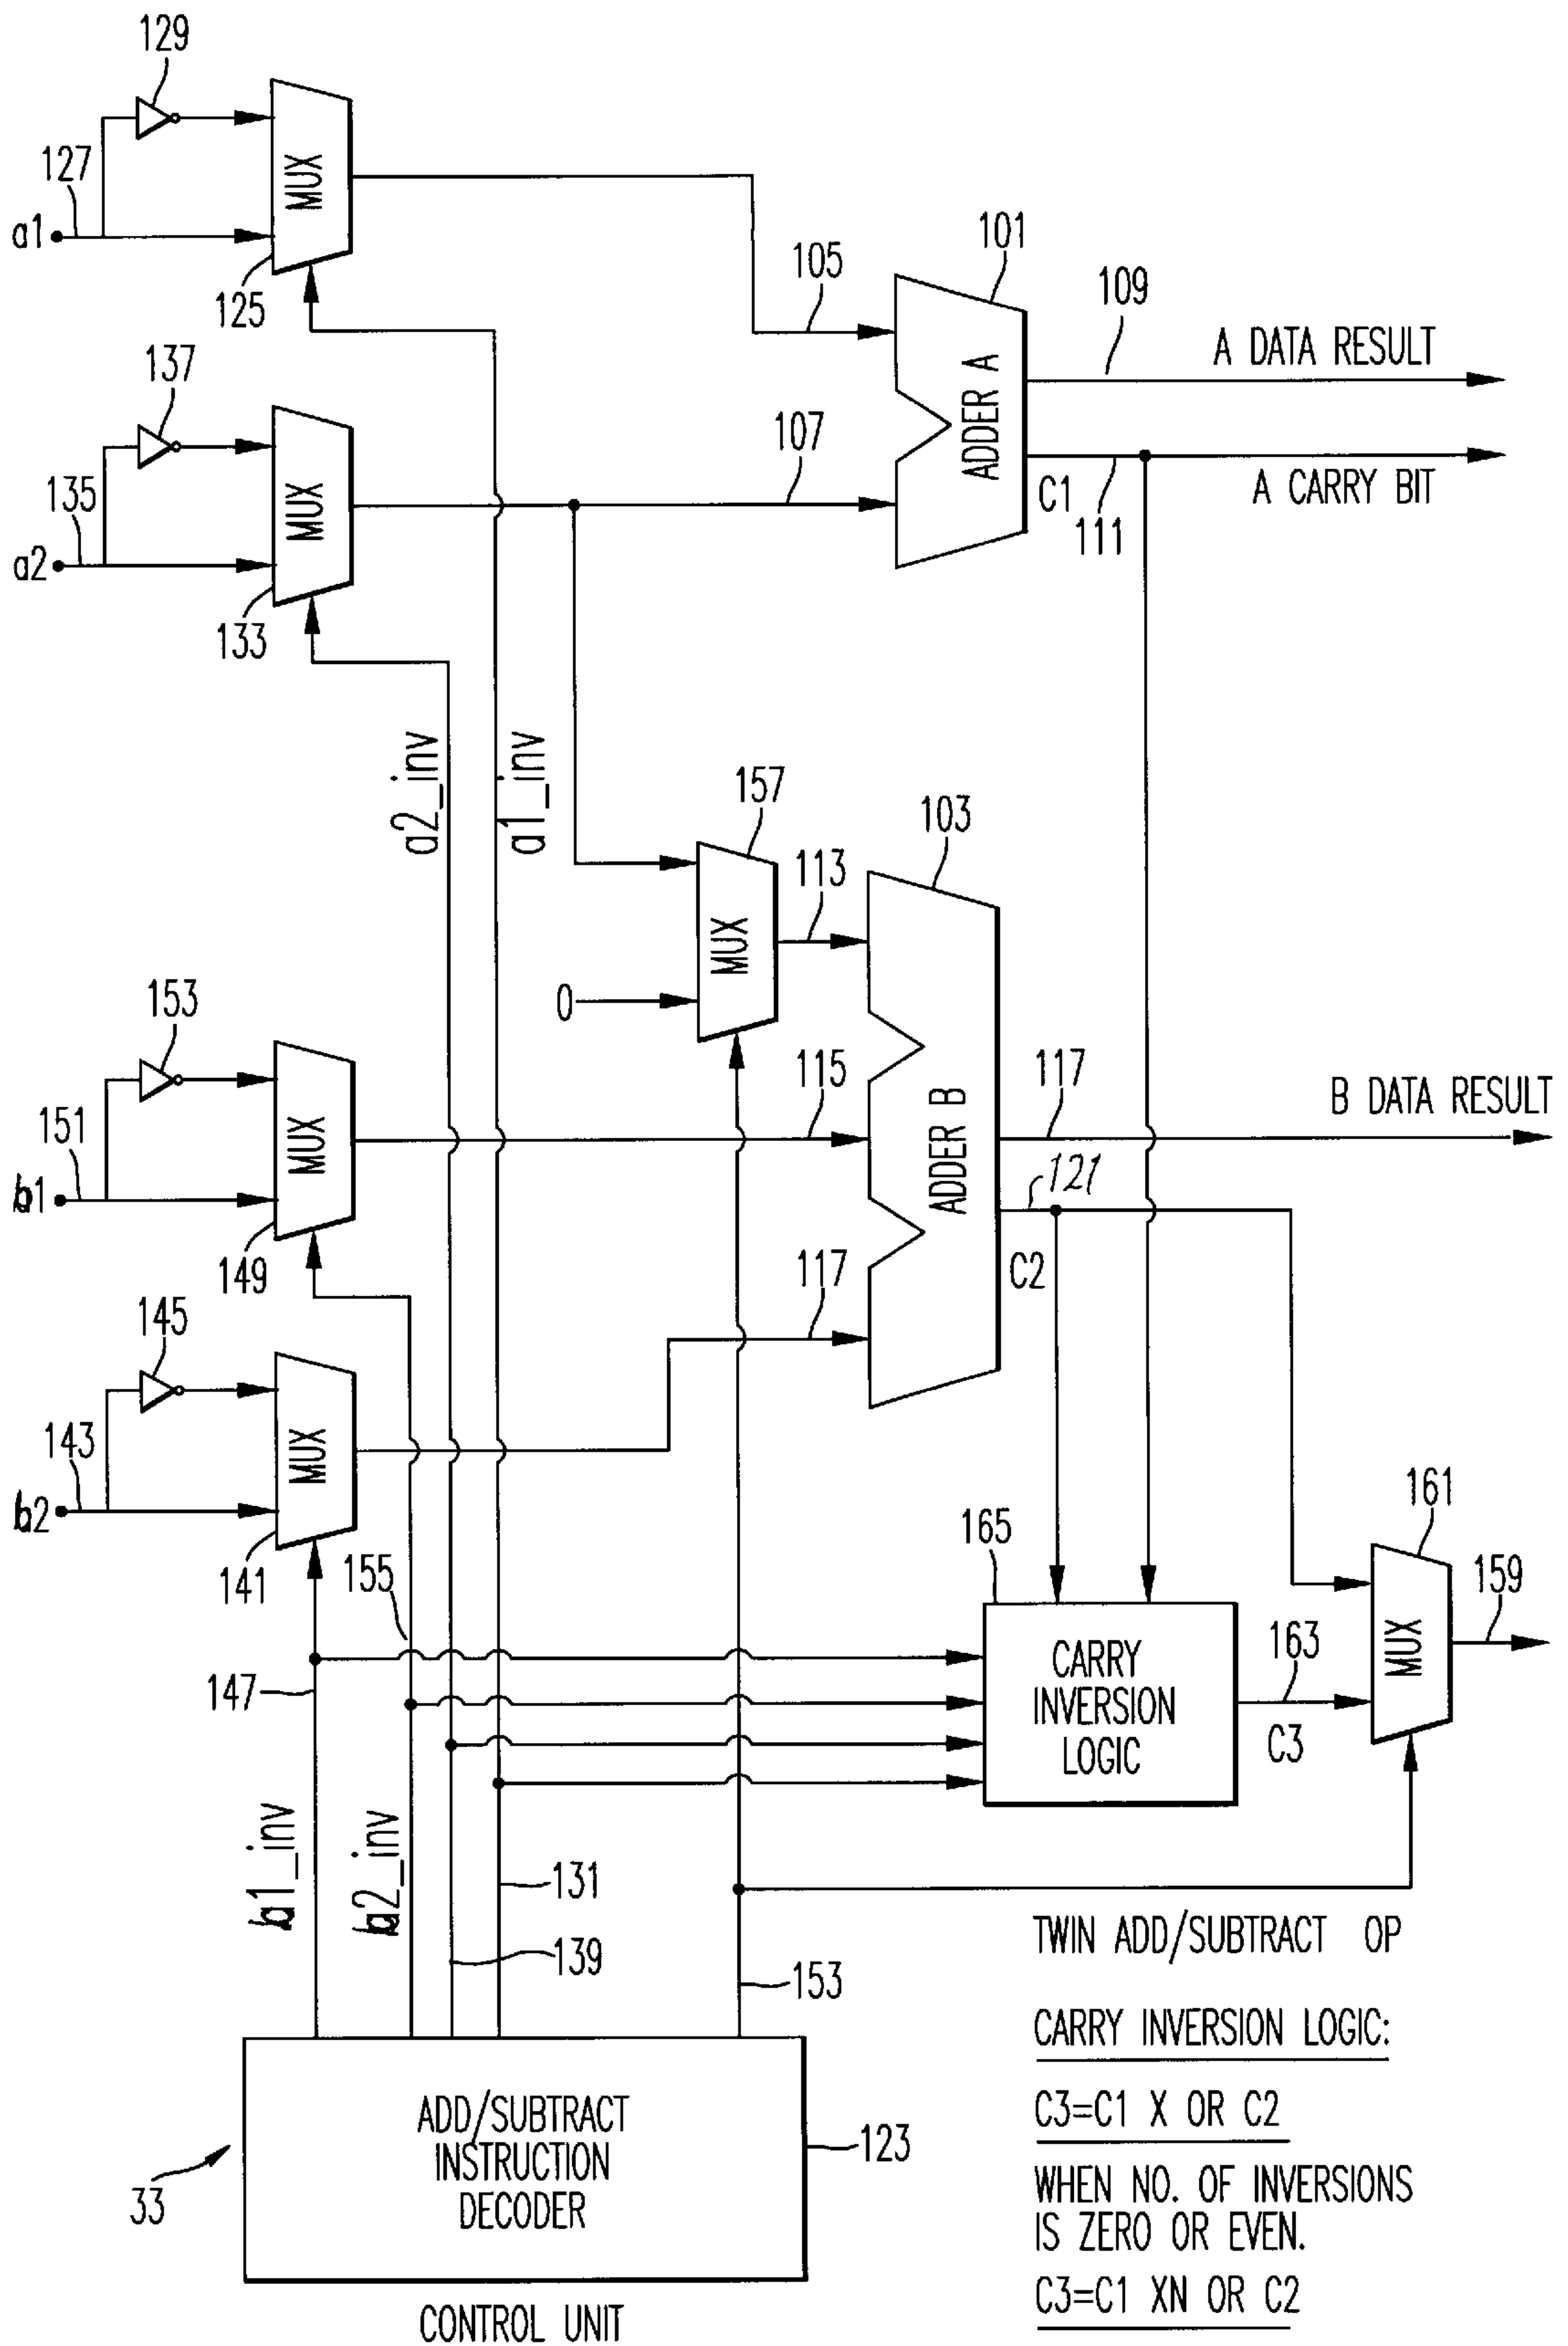 129
127
MUX
a1
125
101
105
109
A DATA RESULT
ADDER A
137
107
135
MUX
C1
111
A CARRY BIT
a2
133
a2_inv
a1_inv
157
103
113
MUX
153
0
115
117
B DATA RESULT
151
MUX
ADDER B
121
b1
149
C2
117
145
143
MUX
b2
141
155
165
161
159
CARRY
INVERSION
LOGIC
MUX
163
C3
147
b1_inv
b2_inv
131
139
153
TWIN ADD/SUBTRACT OP
CARRY INVERSION LOGIC:
ADD/SUBTRACT
INSTRUCTION
DECODER
123
33
C3=C1 X OR C2
WHEN NO. OF INVERSIONS
IS ZERO OR EVEN.
C3=C1 XN OR C2
CONTROL UNIT